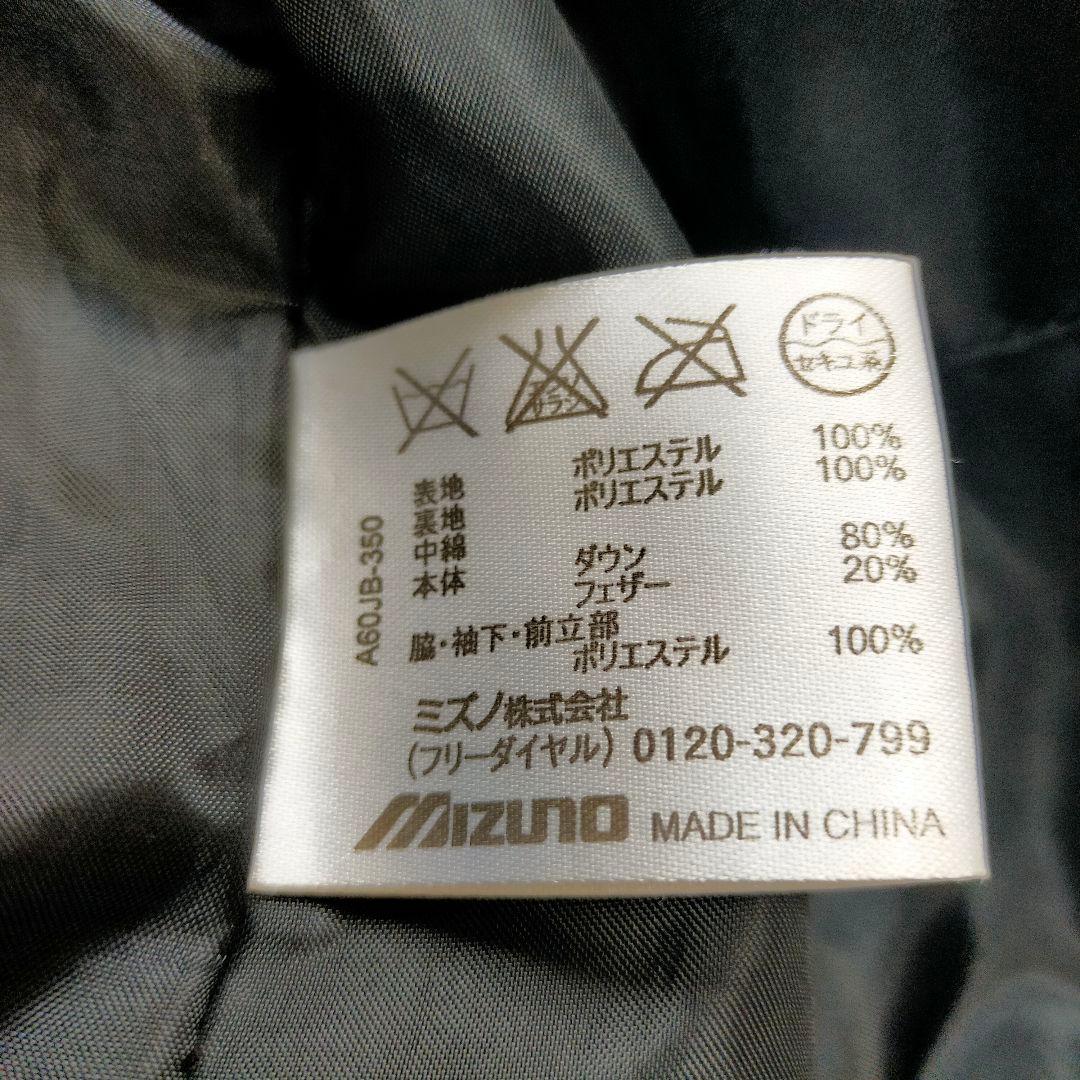 ドライ
セキユ系
表地 ポリエステル 100%
裏地 ポリエステル 100%
中綿
本体 ダウン 80%
フェザー 20%
脇・袖下・前立部
ポリエステル 100%
ミズノ株式会社
(フリーダイヤル) 0120-320-799
MIZUNO MADE IN CHINA
A60JB-350